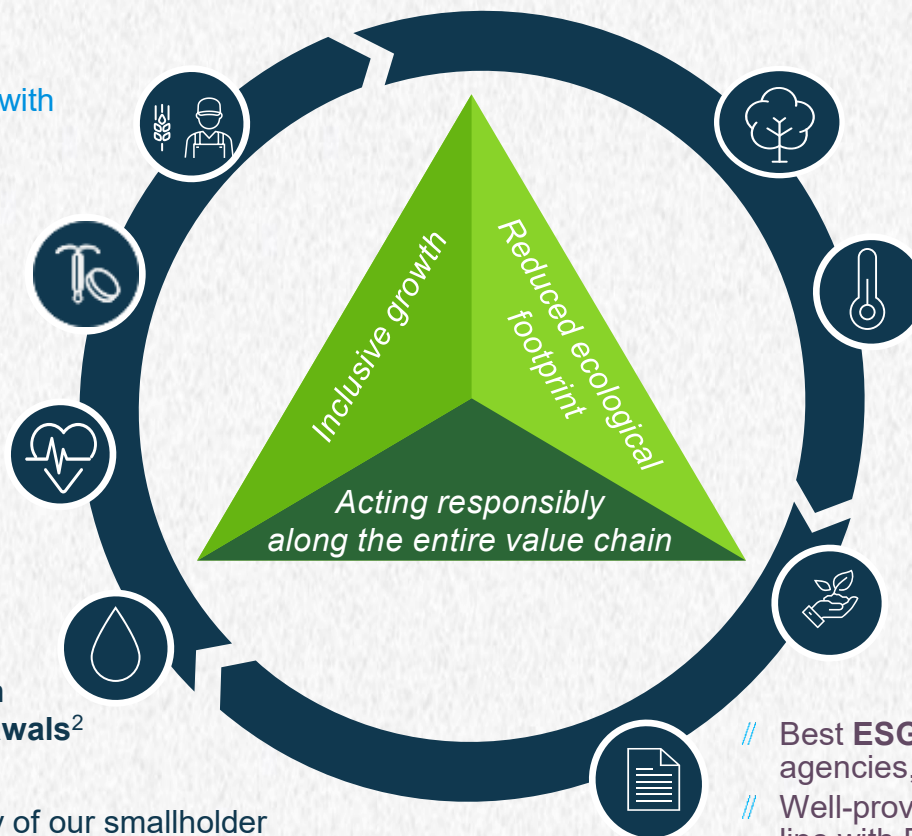 with
Inclusive growth
Reduced ecological
footprint
Acting responsibly
along the entire value chain
wals²
Best ESG
agencies,
Well-prov
of our smallholder